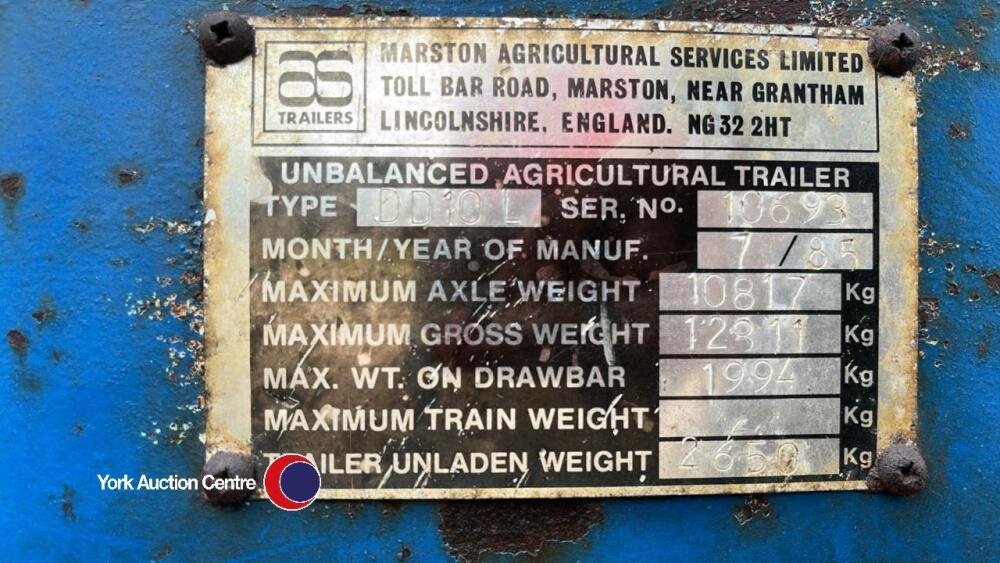 as
TRAILERS
MARSTON AGRICULTURAL SERVICES LIMITED
TOLL BAR ROAD, MARSTON, NEAR GRANTHAM
LINCOLNSHIRE. ENGLAND. NG32 2HT
UNBALANCED AGRICULTURAL TRAILER
TYPE DD10 L SER. No. 10693
MONTH/YEAR OF MANUF. 7 / 85
MAXIMUM AXLE WEIGHT 10817 Kg
MAXIMUM GROSS WEIGHT 12811 Kg
MAX. WT. ON DRAWBAR 1994 Kg
MAXIMUM TRAIN WEIGHT Kg
TRAILER UNLADEN WEIGHT 2650 Kg
York Auction Centre